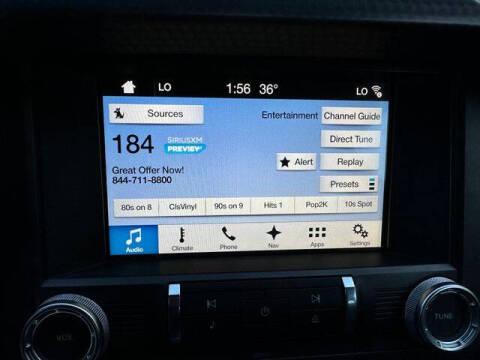 LO 1:56 36° LO
Sources
Entertainment
Channel Guide
184
SIRIUSXM
PREVIEW
Direct Tune
Alert
Replay
Great Offer Now!
844-711-8800
Presets
80s on 8 ClsVinyl 90s on 9 Hits 1 Pop2K 10s Spot
Audio Climate Phone Nav Apps Settings
VOL
TUNE